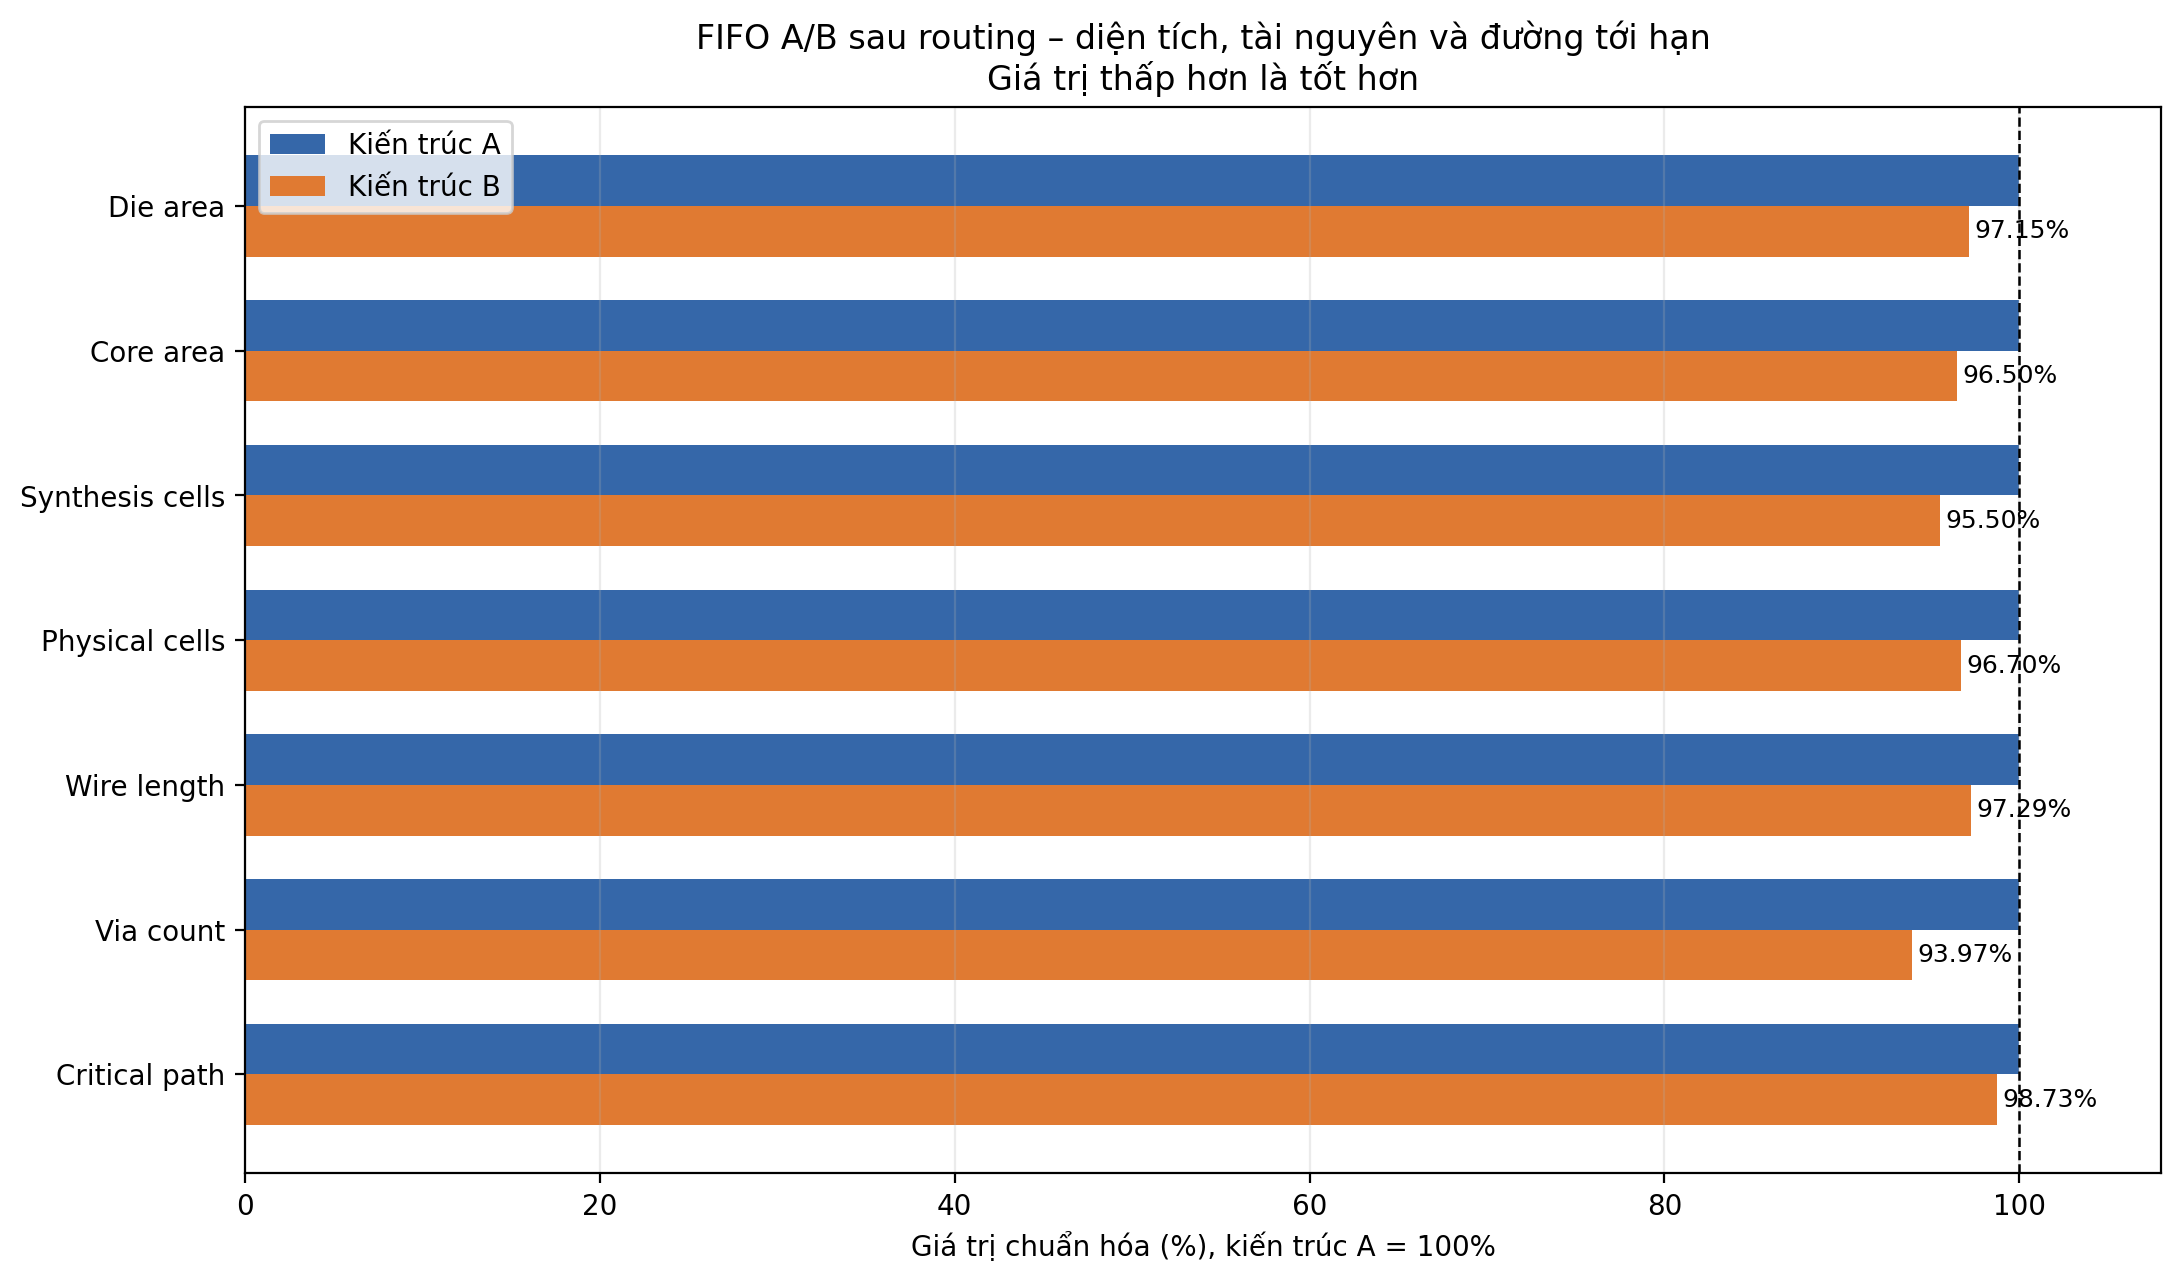 FIFO A/B sau routing – diện tích, tài nguyên và đường tới hạn
Giá trị thấp hơn là tốt hơn
Kiến trúc A
Kiến trúc B
Die area
97.15%
Core area
96.50%
Synthesis cells
95.50%
Physical cells
96.70%
Wire length
97.29%
Via count
93.97%
Critical path
98.73%
0 20 40 60 80 100
Giá trị chuẩn hóa (%), kiến trúc A = 100%